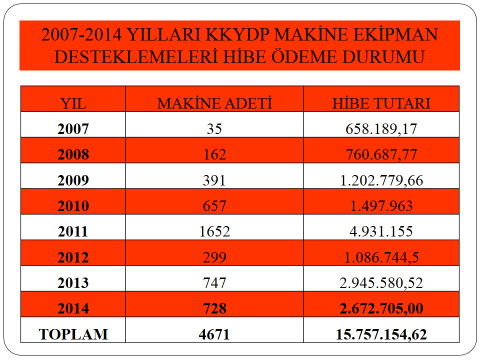 2007-2014 YILLARI KKYDP MAKİNE EKİPMAN
DESTEKLEMELERİ HİBE ÖDEME DURUMU
YIL MAKİNE ADETİ HİBE TUTARI
2007 35 658.189,17
2008 162 760.687,77
2009 391 1.202.779,66
2010 657 1.497.963
2011 1652 4.931.155
2012 299 1.086.744,5
2013 747 2.945.580,52
2014 728 2.672.705,00
TOPLAM 4671 15.757.154,62